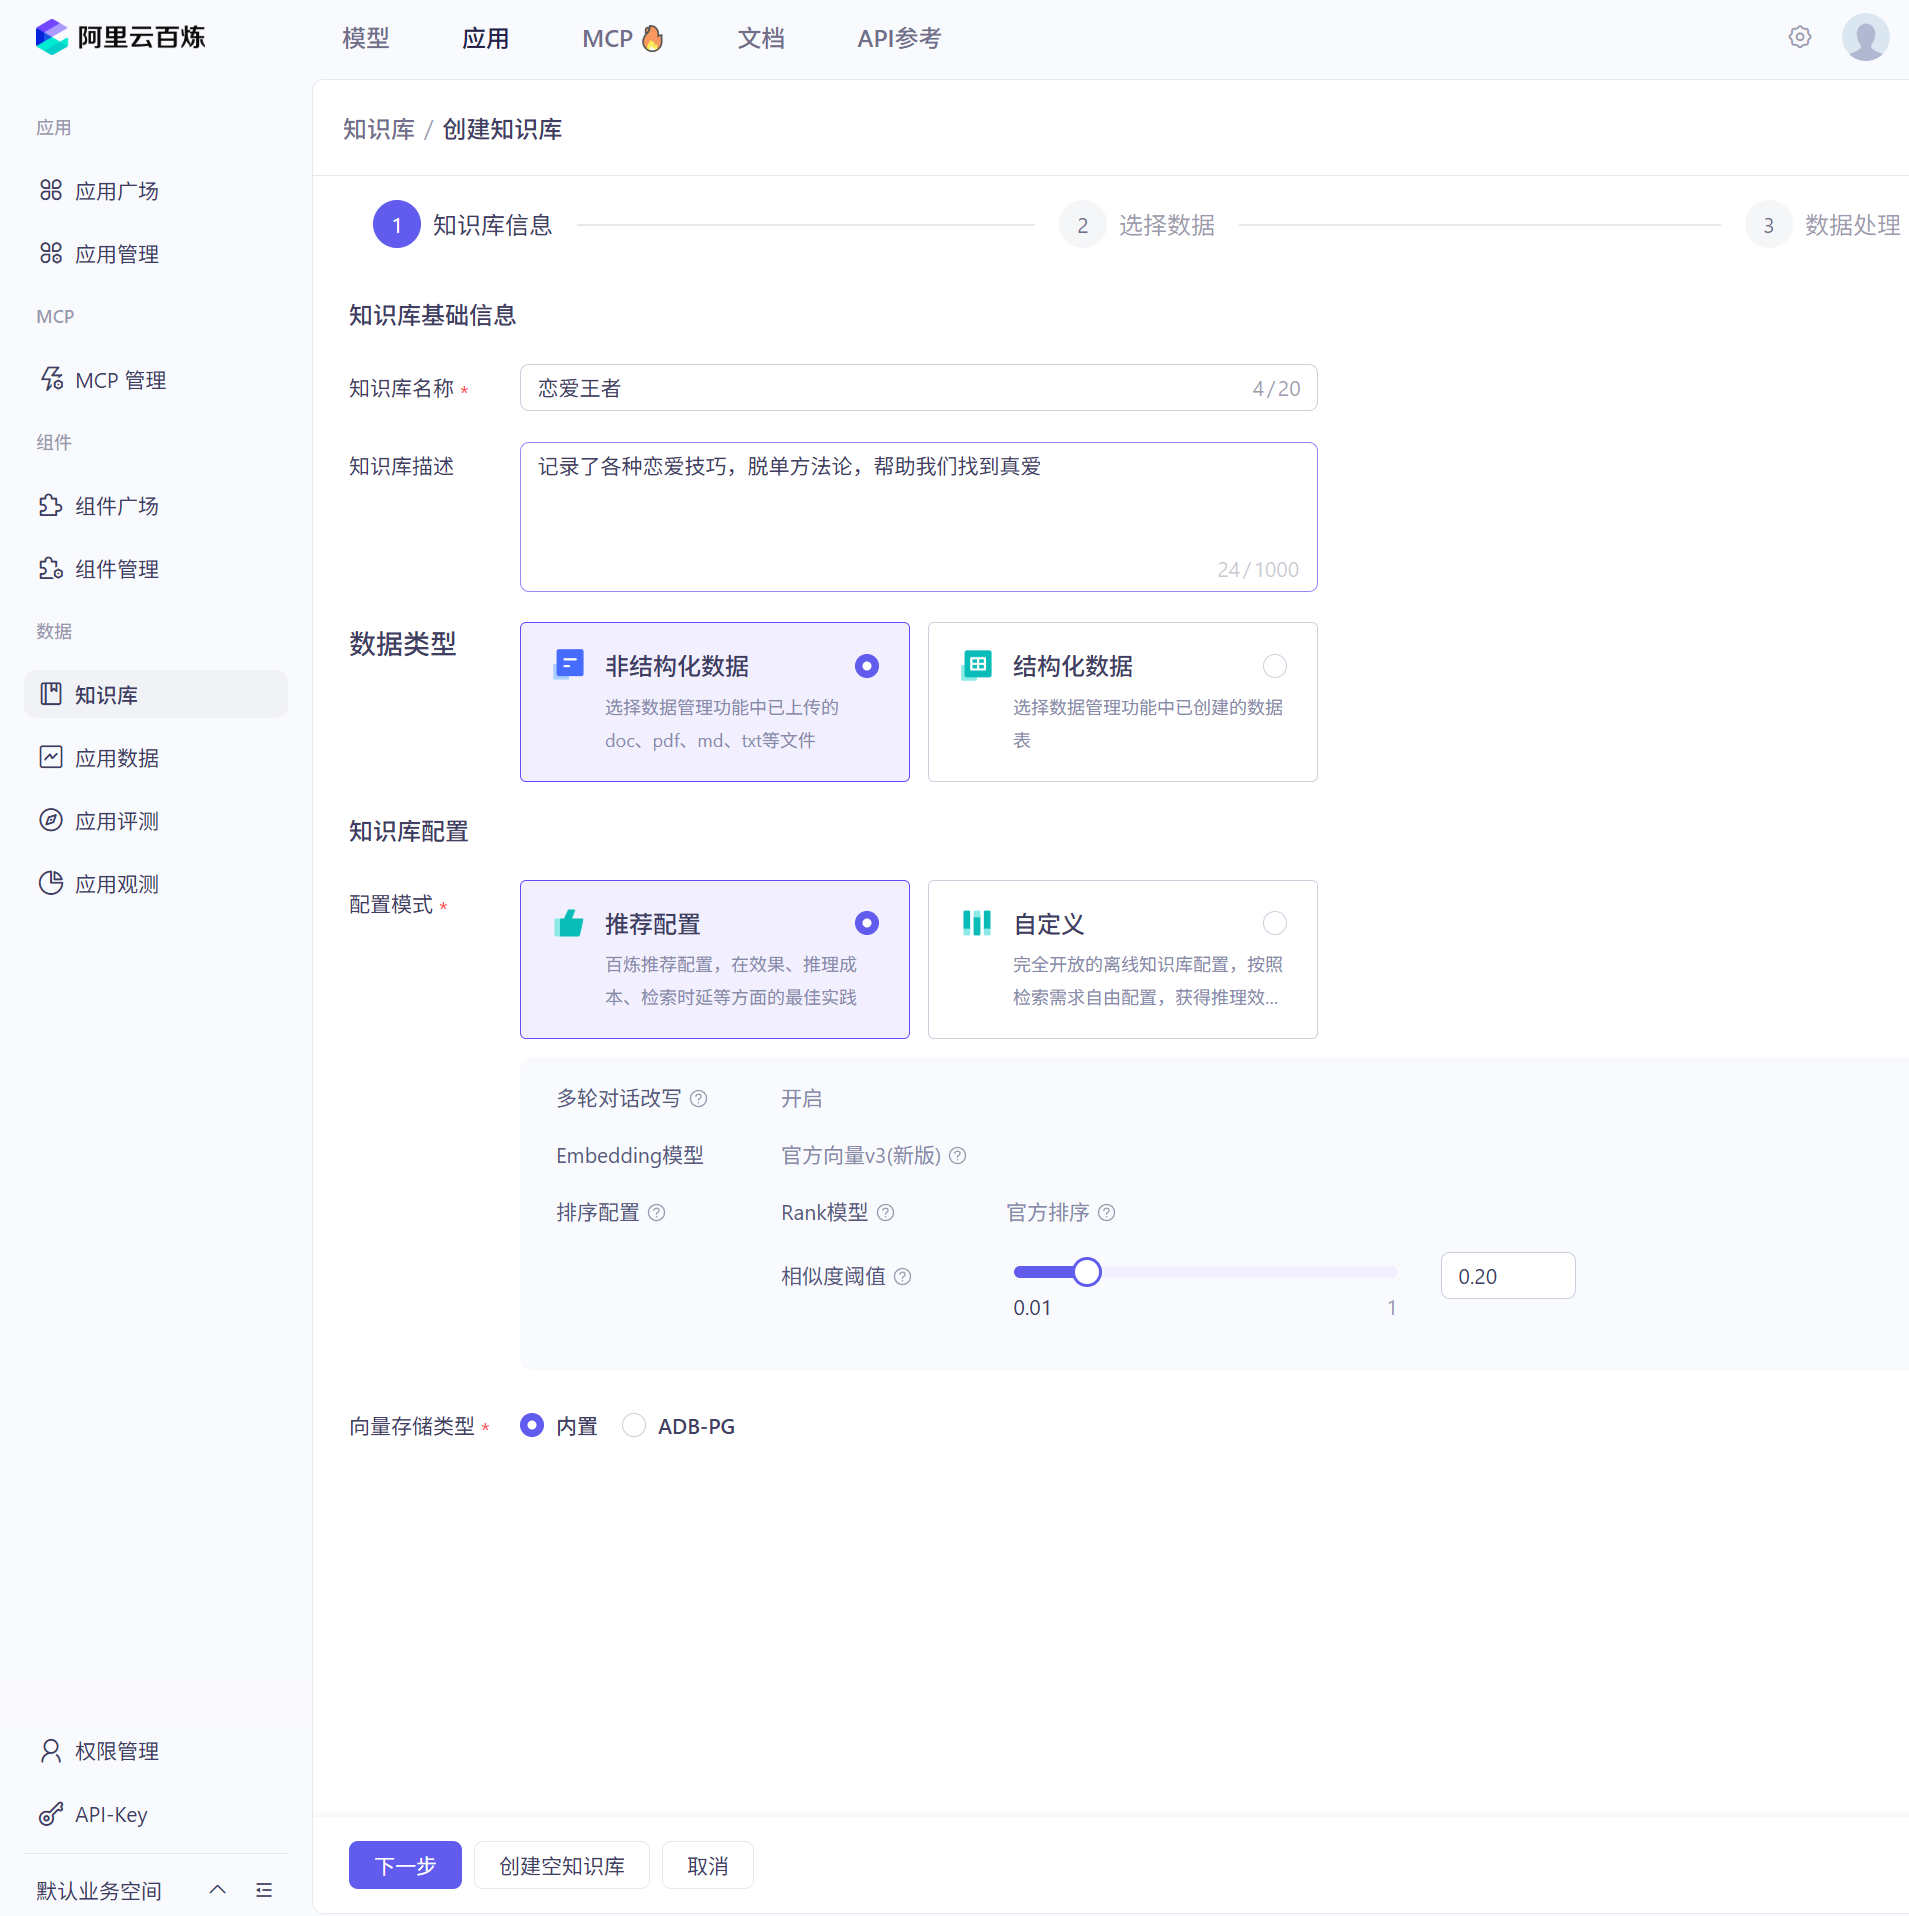 阿里云百炼
模型
应用
MCP
文档
API参考
应用
应用广场
应用管理
MCP
MCP 管理
组件
组件广场
组件管理
数据
知识库
应用数据
应用评测
应用观测
权限管理
API-Key
默认业务空间
知识库 / 创建知识库
1 知识库信息
2 选择数据
3 数据处理
知识库基础信息
知识库名称 *
恋爱王者
4/20
知识库描述
记录了各种恋爱技巧，脱单方法论，帮助我们找到真爱
24/1000
数据类型
非结构化数据
选择数据管理功能中已上传的
doc、pdf、md、txt等文件
结构化数据
选择数据管理功能中已创建的数据
表
知识库配置
配置模式 *
推荐配置
百炼推荐配置，在效果、推理成
本、检索时延等方面的最佳实践
自定义
完全开放的离线知识库配置，按照
检索需求自由配置，获得推理效...
多轮对话改写 ? 开启
Embedding模型 官方向量v3(新版) ?
排序配置 ? Rank模型 ? 官方排序 ?
相似度阈值 ? 0.20
0.01 1
向量存储类型 * 内置 ADB-PG
下一步 创建空知识库 取消